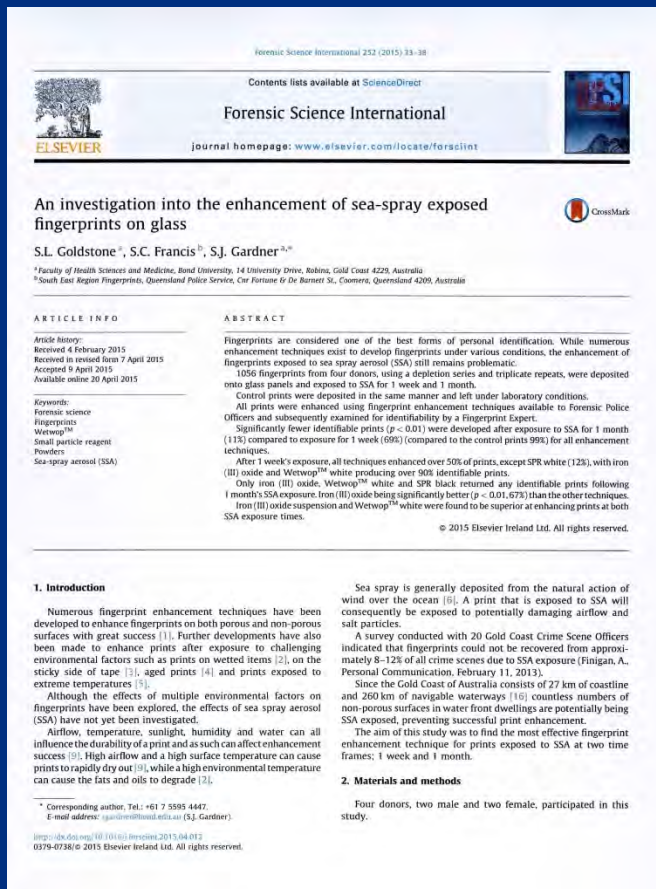 Forensic Science International 252 (2015) 33–38
Contents lists available at ScienceDirect
Forensic Science International
journal homepage: www.elsevier.com/locate/forsciint
ELSEVIER
An investigation into the enhancement of sea-spray exposed
fingerprints on glass
CrossMark
S.L. Goldstone a, S.C. Francis b, S.J. Gardner a,*
a Faculty of Health Sciences and Medicine, Bond University, 14 University Drive, Robina, Gold Coast 4229, Australia
b South East Region Fingerprints, Queensland Police Service, Cnr Fortune & De Barnett St., Coomera, Queensland 4209, Australia
ARTICLE INFO
Article history:
Received 4 February 2015
Received in revised form 7 April 2015
Accepted 9 April 2015
Available online 20 April 2015
Keywords:
Forensic science
Fingerprints
Wetwop™
Small particle reagent
Powders
Sea-spray aerosol (SSA)
ABSTRACT
Fingerprints are considered one of the best forms of personal identification. While numerous
enhancement techniques exist to develop fingerprints under various conditions, the enhancement of
fingerprints exposed to sea spray aerosol (SSA) still remains problematic.
1056 fingerprints from four donors, using a depletion series and triplicate repeats, were deposited
onto glass panels and exposed to SSA for 1 week and 1 month.
Control prints were deposited in the same manner and left under laboratory conditions.
All prints were enhanced using fingerprint enhancement techniques available to Forensic Police
Officers and subsequently examined for identifiability by a Fingerprint Expert.
Significantly fewer identifiable prints (p < 0.01) were developed after exposure to SSA for 1 month
(11%) compared to exposure for 1 week (69%) (compared to the control prints 99%) for all enhancement
techniques.
After 1 week's exposure, all techniques enhanced over 50% of prints, except SPR white (12%), with iron
(III) oxide and Wetwop™ white producing over 90% identifiable prints.
Only iron (III) oxide, Wetwop™ white and SPR black returned any identifiable prints following
1 month's SSA exposure. Iron (III) oxide being significantly better (p < 0.01, 67%) than the other techniques.
Iron (III) oxide suspension and Wetwop™ white were found to be superior at enhancing prints at both
SSA exposure times.
© 2015 Elsevier Ireland Ltd. All rights reserved.
1. Introduction
Numerous fingerprint enhancement techniques have been
developed to enhance fingerprints on both porous and non-porous
surfaces with great success [1]. Further developments have also
been made to enhance prints after exposure to challenging
environmental factors such as prints on wetted items [2], on the
sticky side of tape [3], aged prints [4] and prints exposed to
extreme temperatures [5].
Although the effects of multiple environmental factors on
fingerprints have been explored, the effects of sea spray aerosol
(SSA) have not yet been investigated.
Airflow, temperature, sunlight, humidity and water can all
influence the durability of a print and as such can affect enhancement
success [9]. High airflow and a high surface temperature can cause
prints to rapidly dry out [9], while a high environmental temperature
can cause the fats and oils to degrade [2].
* Corresponding author. Tel.: +61 7 5595 4447.
E-mail address: sgardner@bond.edu.au (S.J. Gardner).
http://dx.doi.org/10.1016/j.forsciint.2015.04.012
0379-0738/© 2015 Elsevier Ireland Ltd. All rights reserved.
Sea spray is generally deposited from the natural action of
wind over the ocean [6]. A print that is exposed to SSA will
consequently be exposed to potentially damaging airflow and
salt particles.
A survey conducted with 20 Gold Coast Crime Scene Officers
indicated that fingerprints could not be recovered from approxi-
mately 8–12% of all crime scenes due to SSA exposure (Finigan, A.,
Personal Communication, February 11, 2013).
Since the Gold Coast of Australia consists of 27 km of coastline
and 260 km of navigable waterways [16] countless numbers of
non-porous surfaces in water front dwellings are potentially being
SSA exposed, preventing successful print enhancement.
The aim of this study was to find the most effective fingerprint
enhancement technique for prints exposed to SSA at two time
frames; 1 week and 1 month.
2. Materials and methods
Four donors, two male and two female, participated in this
study.